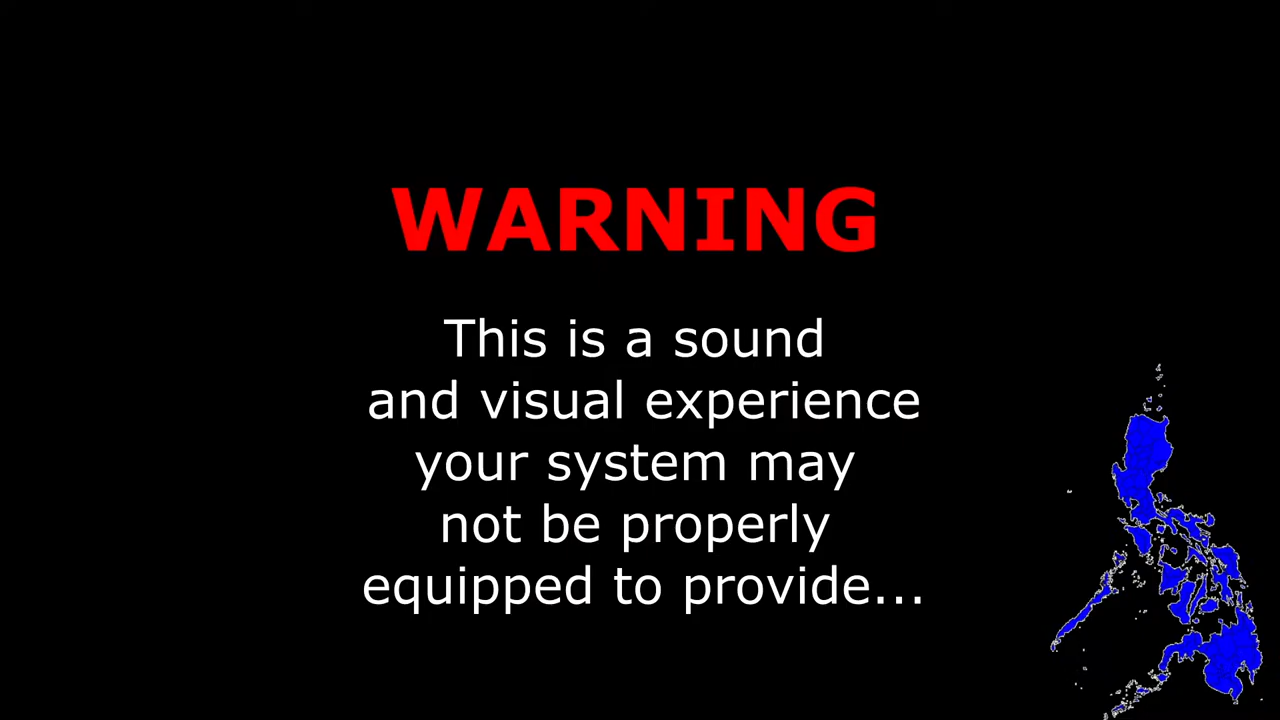 WARNING
This is a sound
and visual experience
your system may
not be properly
equipped to provide...